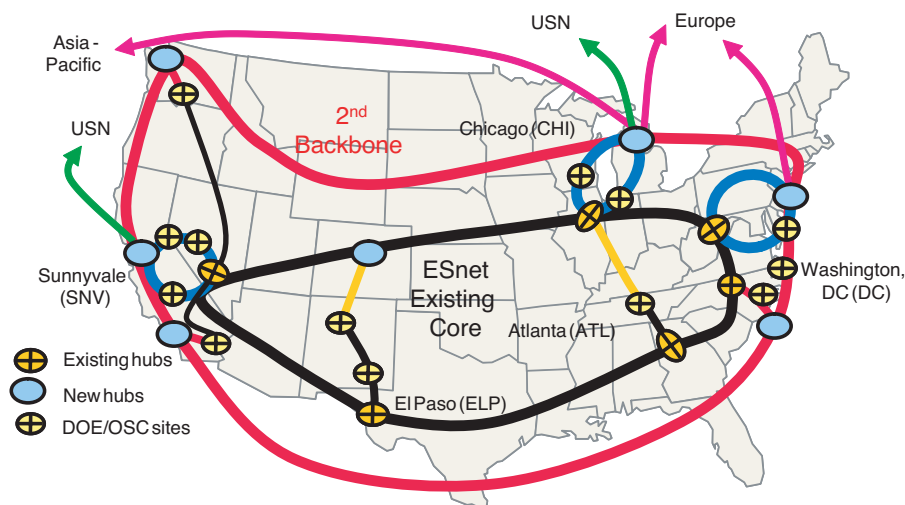 USN
Europe
Asia -
Pacific
2nd
Backbone
Chicago (CHI)
USN
ESnet
Existing
Core
Sunnyvale
(SNV)
Washington,
DC (DC)
Atlanta (ATL)
Existing hubs
New hubs
El Paso (ELP)
DOE/OSC sites